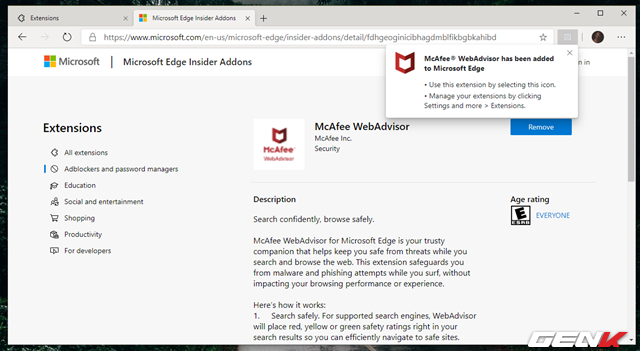 Extensions
Microsoft Edge Insider Addons
https://www.microsoft.com/en-us/microsoft-edge/insider-addons/detail/fdhgeoginicibhagdmblfikbgbkahibd
Microsoft
Microsoft Edge Insider Addons
n in
McAfee® WebAdvisor has been added
to Microsoft Edge
• Use this extension by selecting this icon.
• Manage your extensions by clicking
Settings and more > Extensions.
Extensions
All extensions
Adblockers and password managers
Education
Social and entertainment
Shopping
Productivity
For developers
McAfee
WebAdvisor
McAfee WebAdvisor
McAfee Inc.
Security
Remove
Description
Search confidently, browse safely.
McAfee WebAdvisor for Microsoft Edge is your trusty
companion that helps keep you safe from threats while you
search and browse the web. This extension safeguards you
from malware and phishing attempts while you surf, without
impacting your browsing performance or experience.
Here's how it works:
1. Search safely. For supported search engines, WebAdvisor
will place red, yellow or green safety ratings right in
your search results so you can efficiently navigate to safe sites.
Age rating
E
EVERYONE
GENK